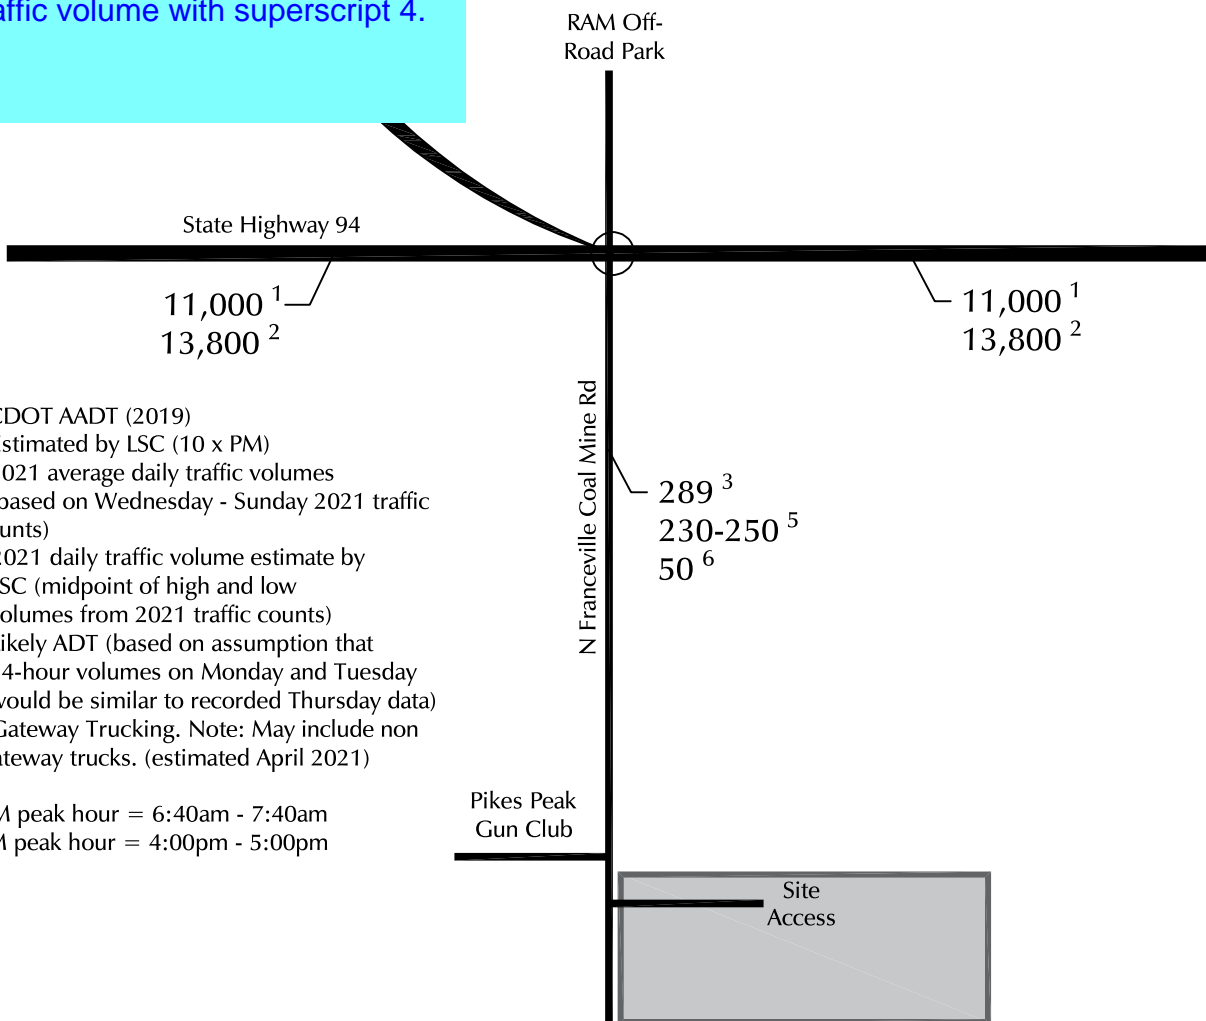 affic volume with superscript 4.
RAM Off-
Road Park
State Highway 94
11,000 1
13,800 2
11,000 1
13,800 2
N Franceville Coal Mine Rd
CDOT AADT (2019)
Estimated by LSC (10 x PM)
021 average daily traffic volumes
based on Wednesday - Sunday 2021 traffic
unts)
2021 daily traffic volume estimate by
SC (midpoint of high and low
volumes from 2021 traffic counts)
Likely ADT (based on assumption that
4-hour volumes on Monday and Tuesday
would be similar to recorded Thursday data)
Gateway Trucking. Note: May include non
ateway trucks. (estimated April 2021)
289 3
230-250 5
50 6
M peak hour = 6:40am - 7:40am
M peak hour = 4:00pm - 5:00pm
Pikes Peak
Gun Club
Site
Access